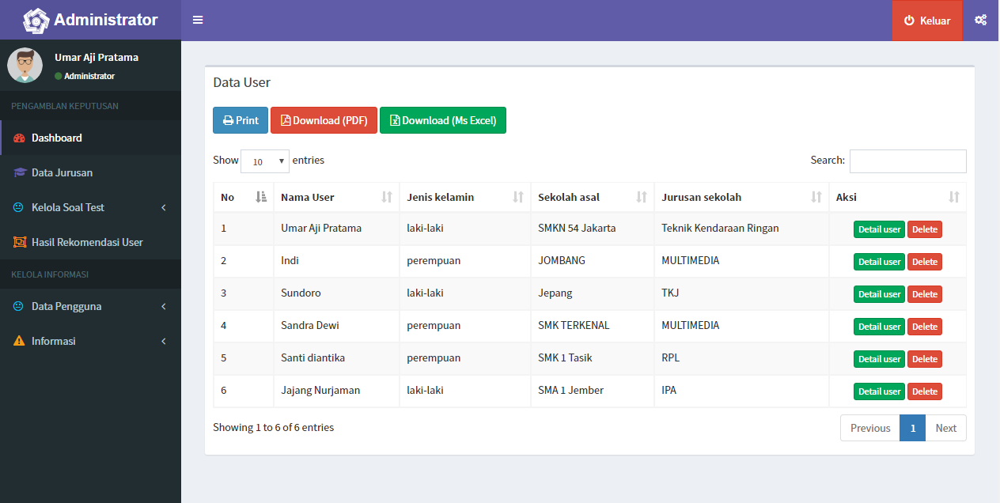 Administrator
Keluar
Umar Aji Pratama
Administrator
PENGAMBLAN KEPUTUSAN
Dashboard
Data Jurusan
Kelola Soal Test
Hasil Rekomendasi User
KELOLA INFORMASI
Data Pengguna
Informasi
Data User
Print Download (PDF) Download (Ms Excel)
Show 10 entries Search:
No Nama User Jenis kelamin Sekolah asal Jurusan sekolah Aksi
1 Umar Aji Pratama laki-laki SMKN 54 Jakarta Teknik Kendaraan Ringan Detail user Delete
2 Indi perempuan JOMBANG MULTIMEDIA Detail user Delete
3 Sundoro laki-laki Jepang TKJ Detail user Delete
4 Sandra Dewi perempuan SMK TERKENAL MULTIMEDIA Detail user Delete
5 Santi diantika perempuan SMK 1 Tasik RPL Detail user Delete
6 Jajang Nurjaman laki-laki SMA 1 Jember IPA Detail user Delete
Showing 1 to 6 of 6 entries Previous 1 Next